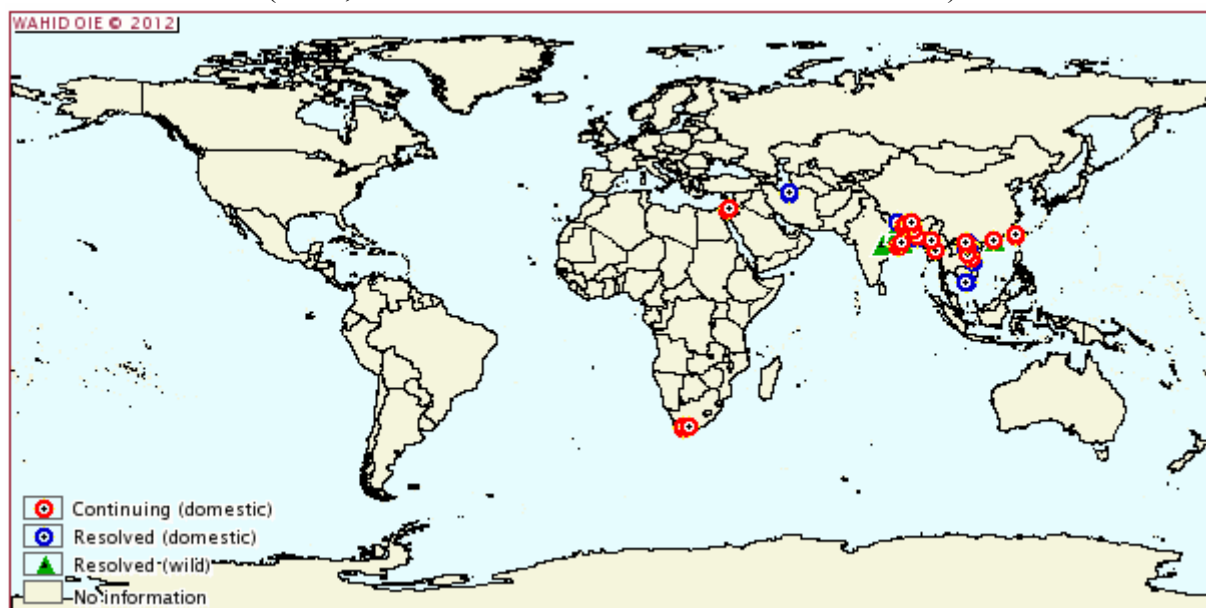 WAHID OIE © 2012
Continuing (domestic)
Resolved (domestic)
Resolved (wild)
No information